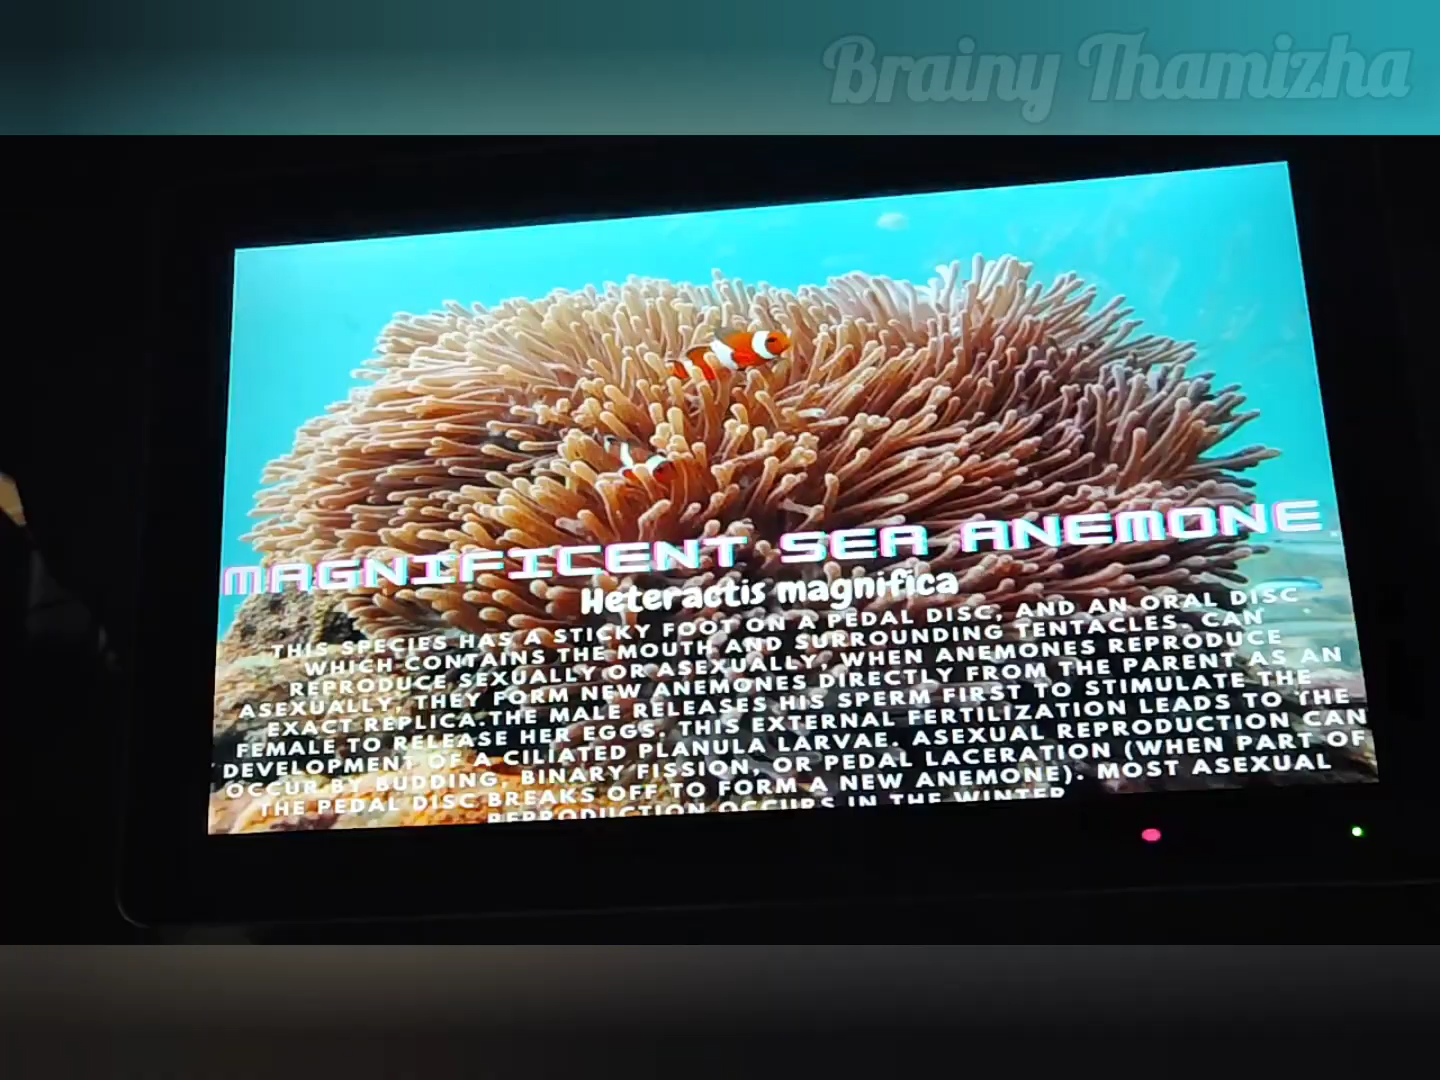 Brainy Thamizha
MAGNIFICENT SEA ANEMONE
Heteractis magnifica
THIS SPECIES HAS A STICKY FOOT ON A PEDAL DISC, AND AN ORAL DISC
WHICH CONTAINS THE MOUTH AND SURROUNDING TENTACLES. CAN
REPRODUCE SEXUALLY OR ASEXUALLY, WHEN ANEMONES REPRODUCE
ASEXUALLY, THEY FORM NEW ANEMONES DIRECTLY FROM THE PARENT AS AN
EXACT REPLICA.THE MALE RELEASES HIS SPERM FIRST TO STIMULATE THE
FEMALE TO RELEASE HER EGGS. THIS EXTERNAL FERTILIZATION LEADS TO THE
DEVELOPMENT OF A CILIATED PLANULA LARVAE. ASEXUAL REPRODUCTION CAN
OCCUR BY BUDDING, BINARY FISSION, OR PEDAL LACERATION (WHEN PART OF
THE PEDAL DISC BREAKS OFF TO FORM A NEW ANEMONE). MOST ASEXUAL
REPRODUCTION OCCURS IN THE WINTER